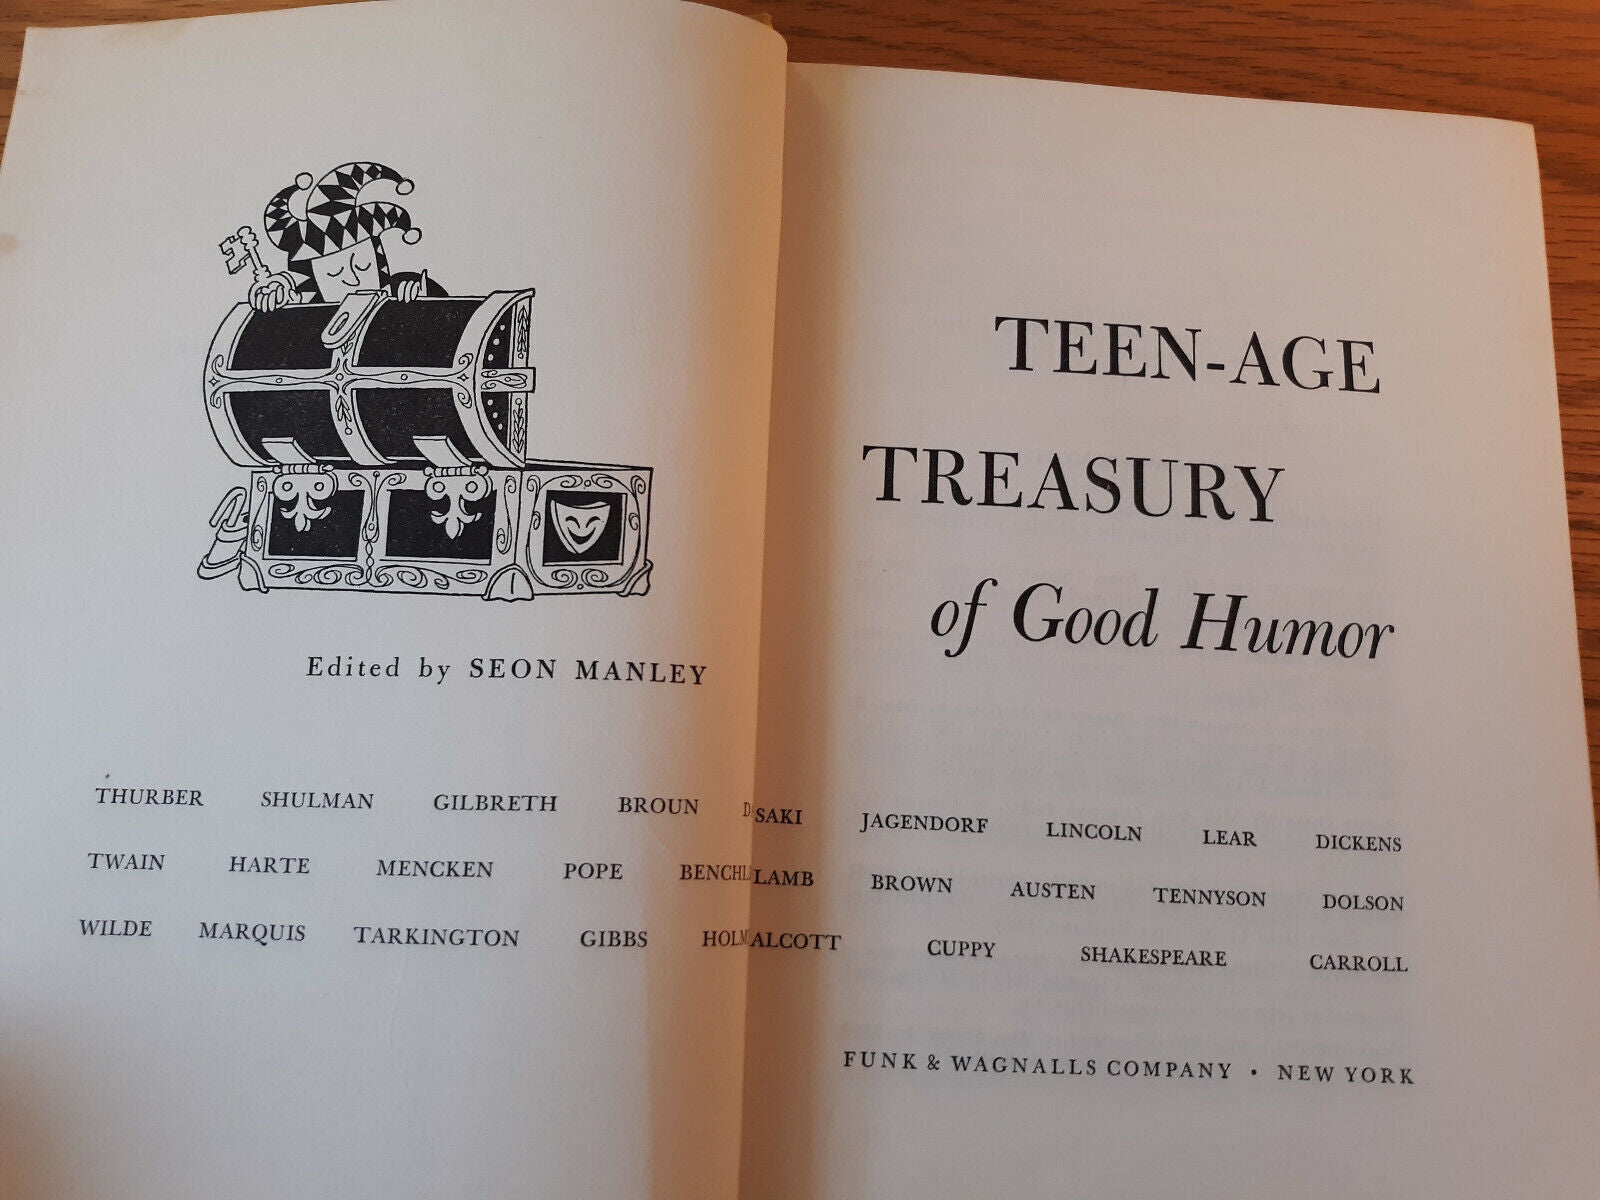 Edited by SEON MANLEY
THURBER SHULMAN GILBRETH BROUN
TWAIN HARTE MENCKEN POPE
WILDE MARQUIS TARKINGTON GIBBS
TEEN-AGE
TREASURY
of Good Humor
SAKI JAGENDORF LINCOLN LEAR DICKENS
LAMB BROWN AUSTEN TENNYSON DOLSON
ALCOTT CUPPY SHAKESPEARE CARROLL
FUNK & WAGNALLS COMPANY • NEW YORK